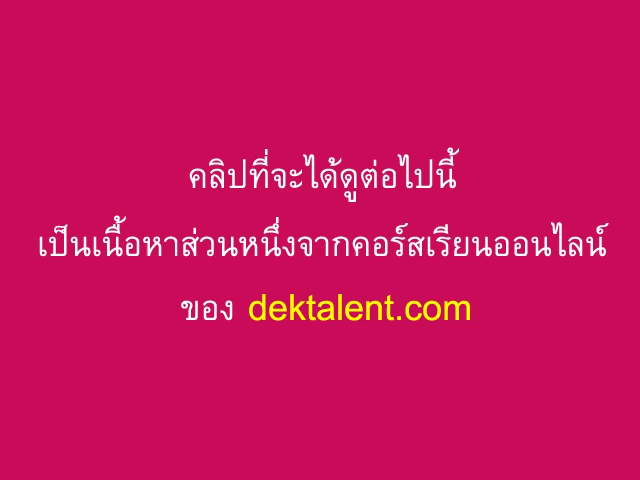 คลิปที่จะได้ดูต่อไปนี้
เป็นเนื้อหาส่วนหนึ่งจากคอร์สเรียนออนไลน์
ของ dektalent.com